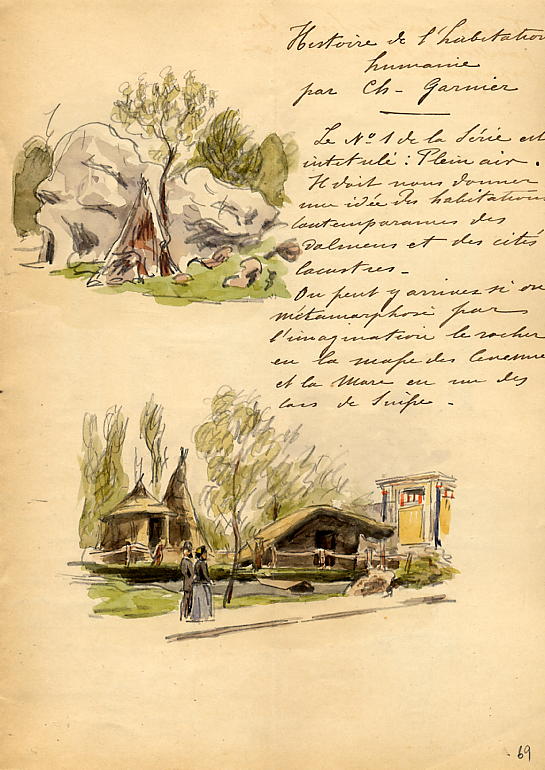 Histoire de l'habitation
humaine
par Ch- Garnier
Le No 1 de la Série est
intitulé : Plein air.
Il doit nous donner
une idée des habitations
contemporaines des
dolmens et des cités
lacustres -
On peut y arriver si on
métamorphose par
l'imagination le rocher
en la masse des Cevennes
et la Mare en un des
lacs de Suisse -
69